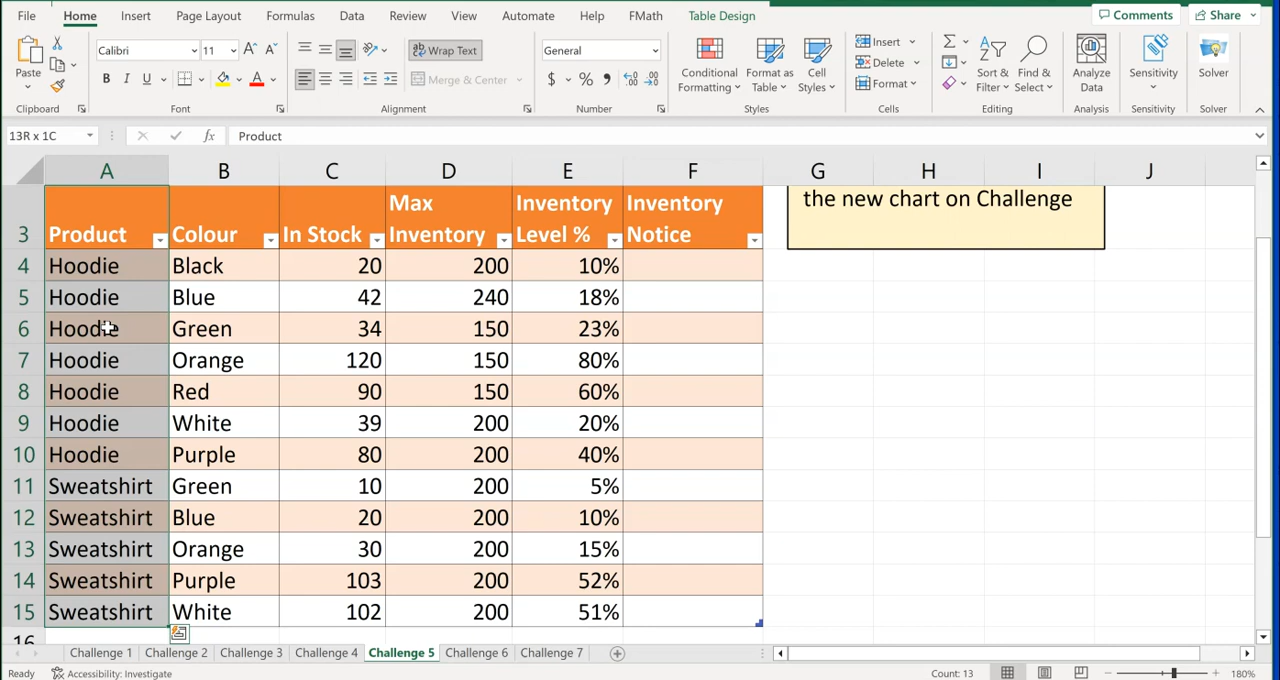 File Home Insert Page Layout Formulas Data Review View Automate Help FMath Table Design Comments Share
Paste Calibri 11 Wrap Text General Conditional Formatting Format as Table Cell Styles Insert Sort & Filter Find & Select Analyze Data Sensitivity Solver
B I U Merge & Center $ % , Delete
Format
Clipboard Font Alignment Number Styles Cells Editing Analysis Sensitivity Solver
13R x 1C fx Product
A B C D E F G H I J
3 Product Colour In Stock Max Inventory Inventory Level % Inventory Notice
the new chart on Challenge
4 Hoodie Black 20 200 10%
5 Hoodie Blue 42 240 18%
6 Hoodie Green 34 150 23%
7 Hoodie Orange 120 150 80%
8 Hoodie Red 90 150 60%
9 Hoodie White 39 200 20%
10 Hoodie Purple 80 200 40%
11 Sweatshirt Green 10 200 5%
12 Sweatshirt Blue 20 200 10%
13 Sweatshirt Orange 30 200 15%
14 Sweatshirt Purple 103 200 52%
15 Sweatshirt White 102 200 51%
16
Challenge 1 Challenge 2 Challenge 3 Challenge 4 Challenge 5 Challenge 6 Challenge 7
Ready Accessibility: Investigate Count: 13 180%